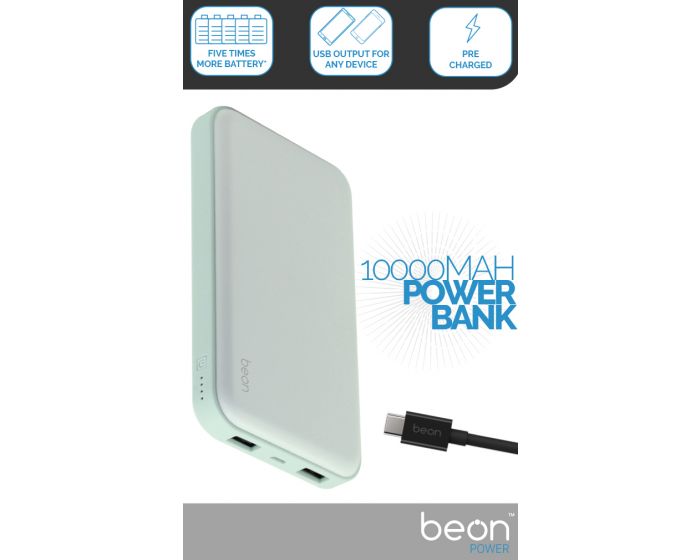 FIVE TIMES
MORE BATTERY*
USB OUTPUT FOR
ANY DEVICE
PRE
CHARGED
10000MAH
POWER
BANK
beon
beon
beon™
POWER